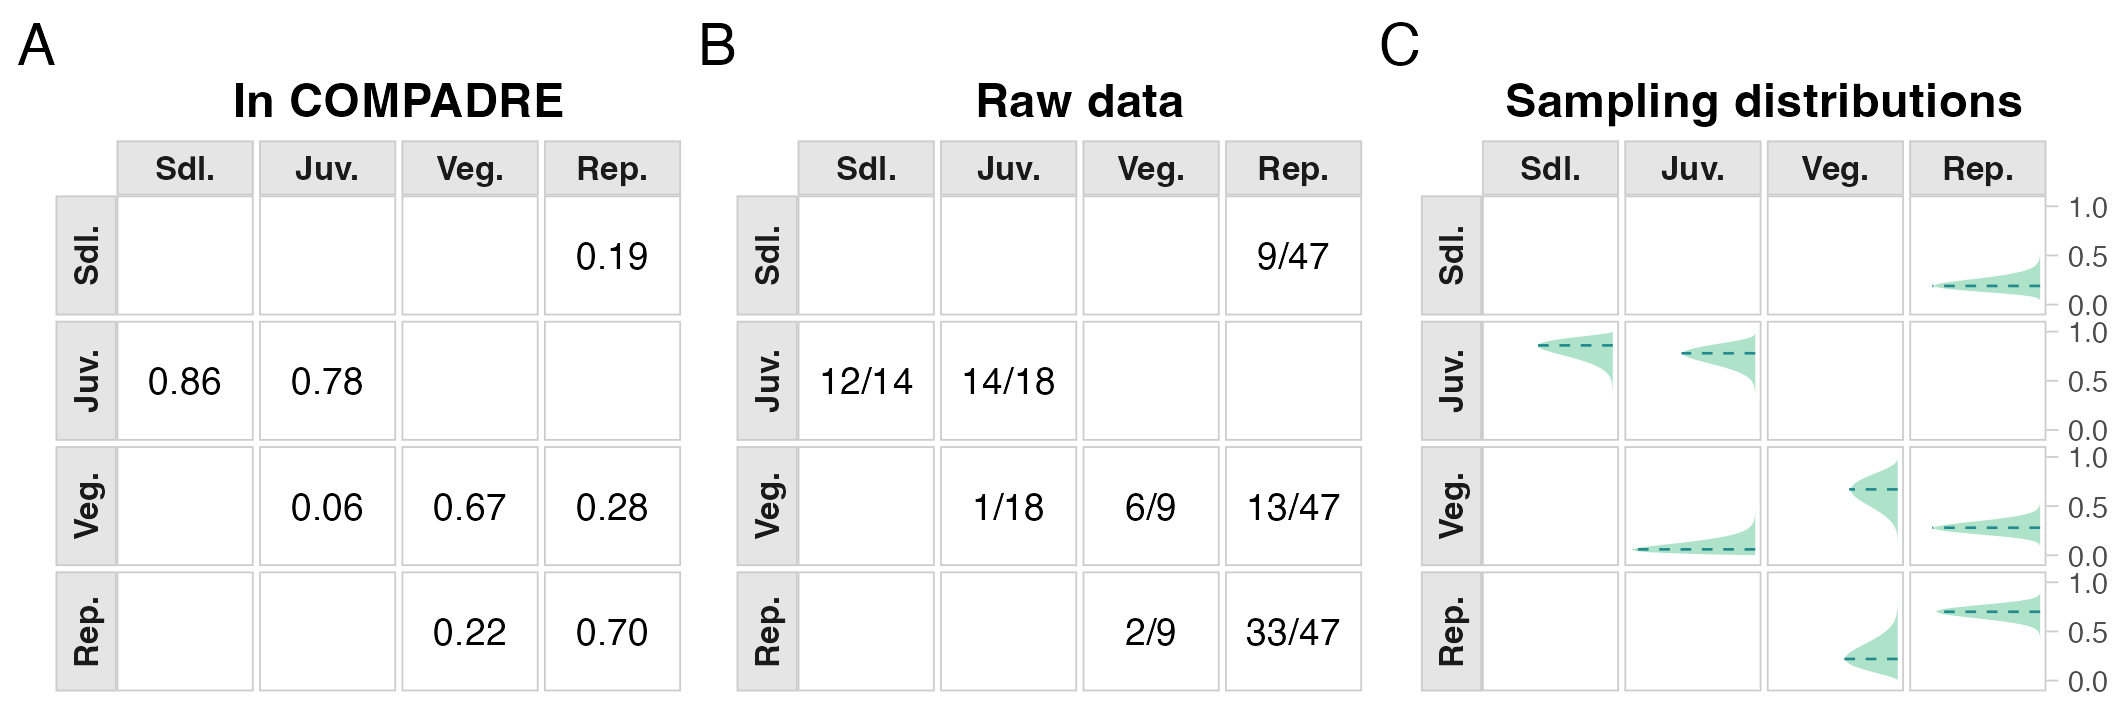 A
In COMPADRE
Sdl. Juv. Veg. Rep.
Sdl. 0.19
Juv. 0.86 0.78
Veg. 0.06 0.67 0.28
Rep. 0.22 0.70
B
Raw data
Sdl. Juv. Veg. Rep.
Sdl. 9/47
Juv. 12/14 14/18
Veg. 1/18 6/9 13/47
Rep. 2/9 33/47
C
Sampling distributions
Sdl. Juv. Veg. Rep.
Sdl. 1.0 0.5 0.0
Juv. 1.0 0.5 0.0
Veg. 1.0 0.5 0.0
Rep. 1.0 0.5 0.0